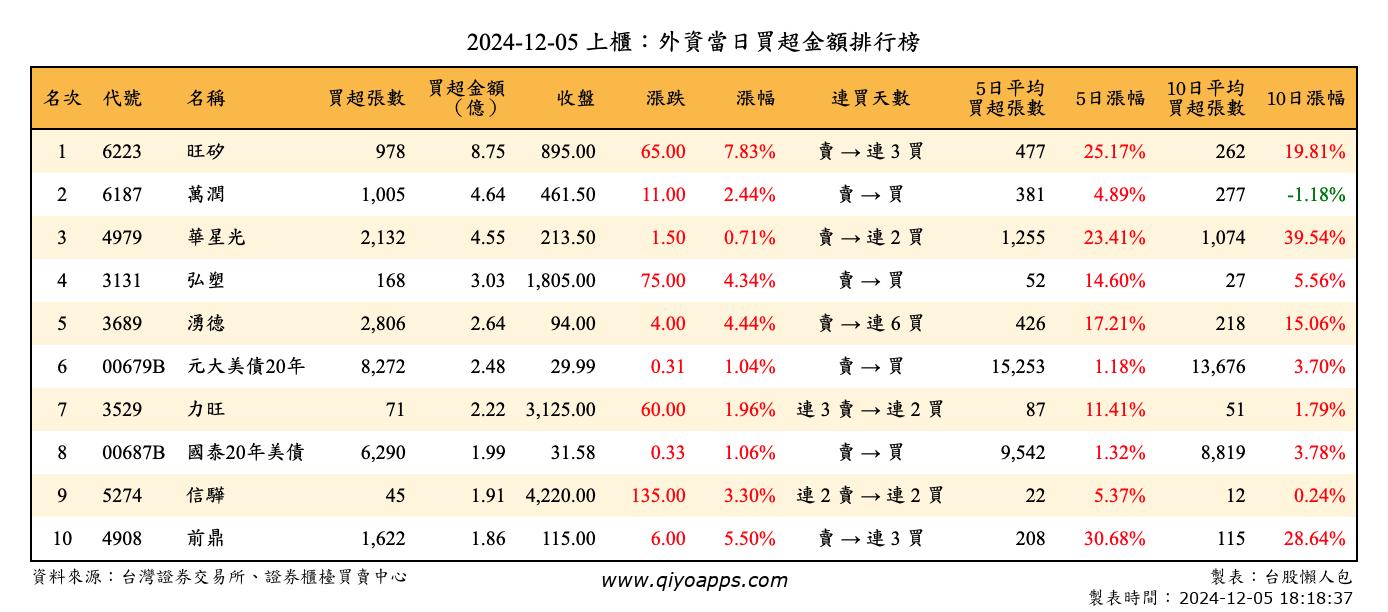 2024-12-05 上櫃：外資當日買超金額排行榜
名次 代號 名稱 買超張數 買超金額（億） 收盤 漲跌 漲幅 連買天數 5日平均買超張數 5日漲幅 10日平均買超張數 10日漲幅
1 6223 旺矽 978 8.75 895.00 65.00 7.83% 賣 → 連 3 買 477 25.17% 262 19.81%
2 6187 萬潤 1,005 4.64 461.50 11.00 2.44% 賣 → 買 381 4.89% 277 -1.18%
3 4979 華星光 2,132 4.55 213.50 1.50 0.71% 賣 → 連 2 買 1,255 23.41% 1,074 39.54%
4 3131 弘塑 168 3.03 1,805.00 75.00 4.34% 賣 → 買 52 14.60% 27 5.56%
5 3689 湧德 2,806 2.64 94.00 4.00 4.44% 賣 → 連 6 買 426 17.21% 218 15.06%
6 00679B 元大美債20年 8,272 2.48 29.99 0.31 1.04% 賣 → 買 15,253 1.18% 13,676 3.70%
7 3529 力旺 71 2.22 3,125.00 60.00 1.96% 連 3 賣 → 連 2 買 87 11.41% 51 1.79%
8 00687B 國泰20年美債 6,290 1.99 31.58 0.33 1.06% 賣 → 買 9,542 1.32% 8,819 3.78%
9 5274 信驊 45 1.91 4,220.00 135.00 3.30% 連 2 賣 → 連 2 買 22 5.37% 12 0.24%
10 4908 前鼎 1,622 1.86 115.00 6.00 5.50% 賣 → 連 3 買 208 30.68% 115 28.64%
資料來源：台灣證券交易所、證券櫃檯買賣中心 www.qiyoapps.com 製表：台股懶人包
製表時間：2024-12-05 18:18:37